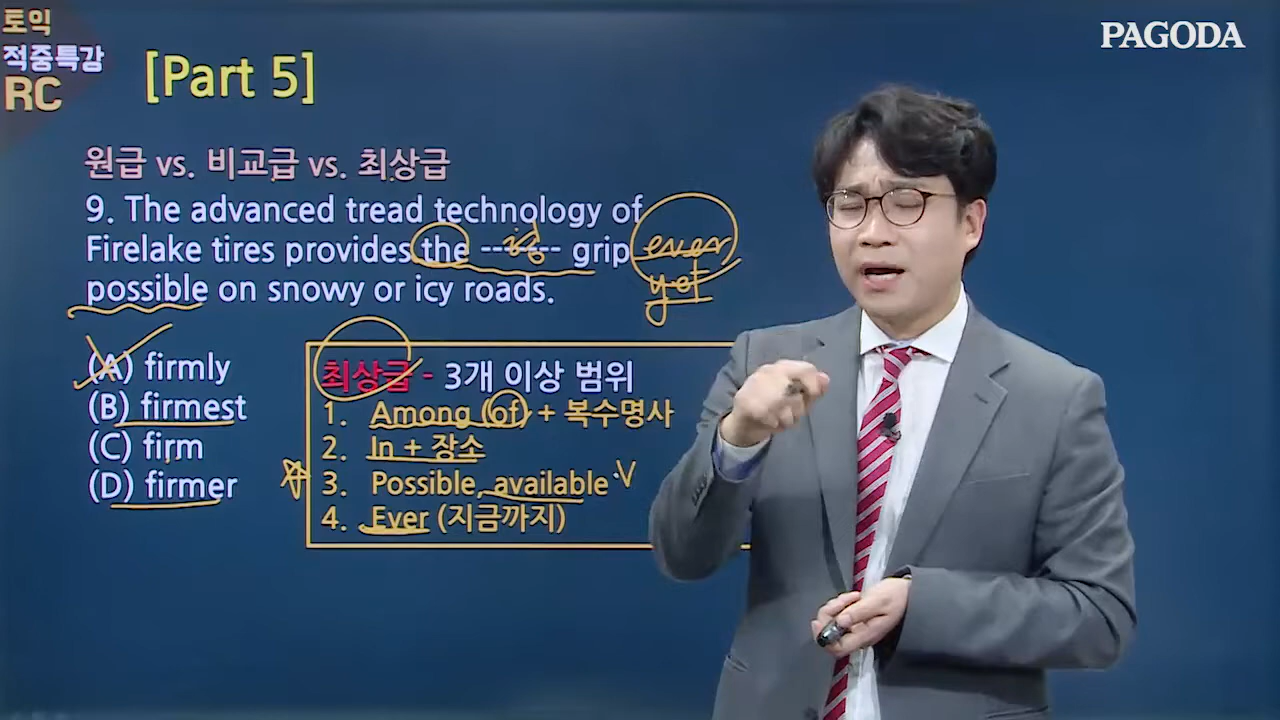 토익
적중특강
RC
PAGODA
[Part 5]
원급 vs. 비교급 vs. 최상급
9. The advanced tread technology of
Firelake tires provides the ------- grip ever
yet
possible on snowy or icy roads.
(A) firmly
(B) firmest
(C) firm
(D) firmer
최상급 - 3개 이상 범위
1. Among (of) + 복수명사
2. In + 장소
3. Possible, available
4. Ever (지금까지)